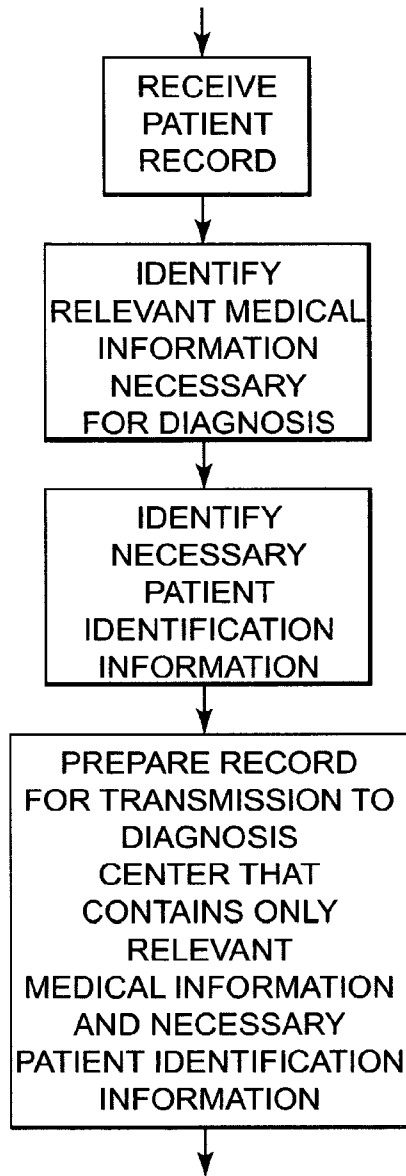 RECEIVE
PATIENT
RECORD
IDENTIFY
RELEVANT MEDICAL
INFORMATION
NECESSARY
FOR DIAGNOSIS
IDENTIFY
NECESSARY
PATIENT
IDENTIFICATION
INFORMATION
PREPARE RECORD
FOR TRANSMISSION TO
DIAGNOSIS
CENTER THAT
CONTAINS ONLY
RELEVANT
MEDICAL INFORMATION
AND NECESSARY
PATIENT IDENTIFICATION
INFORMATION